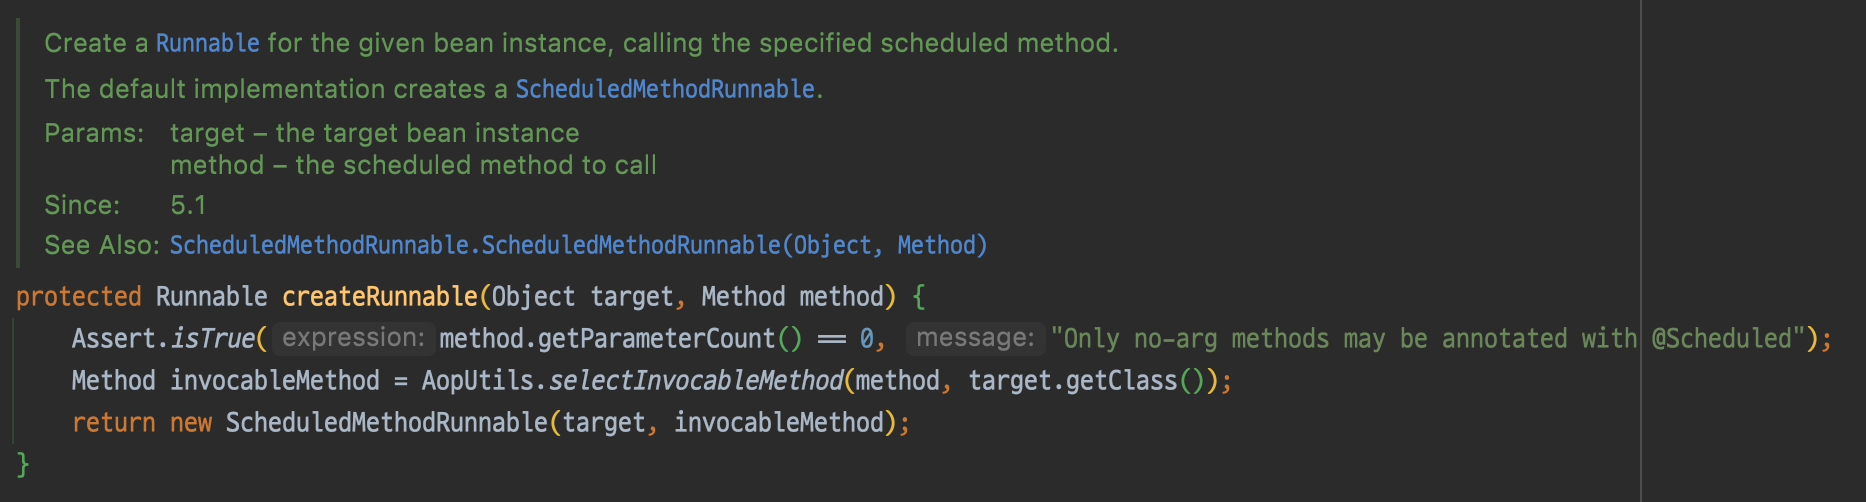 Create a Runnable for the given bean instance, calling the specified scheduled method.
The default implementation creates a ScheduledMethodRunnable.
Params: target – the target bean instance
method – the scheduled method to call
Since: 5.1
See Also: ScheduledMethodRunnable.ScheduledMethodRunnable(Object, Method)
protected Runnable createRunnable(Object target, Method method) {
Assert.isTrue( expression: method.getParameterCount() == 0, message: "Only no-arg methods may be annotated with @Scheduled");
Method invocableMethod = AopUtils.selectInvocableMethod(method, target.getClass());
return new ScheduledMethodRunnable(target, invocableMethod);
}